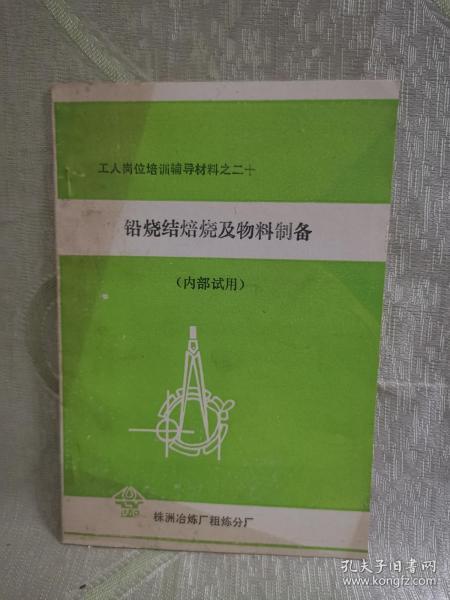 工人岗位培训辅导材料之二十
铅烧结焙烧及物料制备
（内部试用）
株洲冶炼厂粗炼分厂
孔夫子旧书网
www.kongfz.com